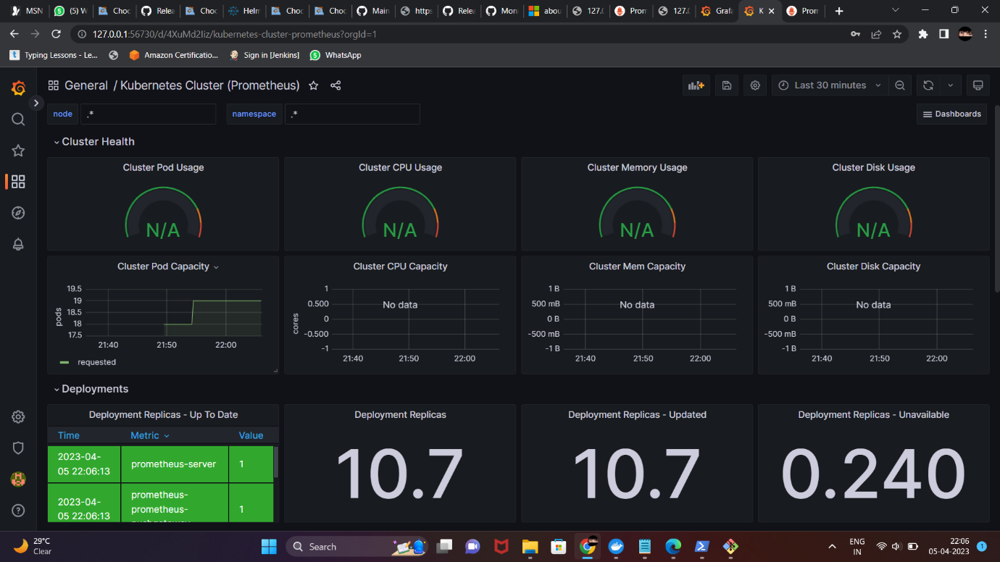 MSN
(5) W
Choc
Relea
Choc
Helm
Choc
Choc
Main
https
Relea
Moni
abou
127.0
Prom
127.0
Grafa
K
Prom
127.0.0.1:56730/d/4XuMd2Iiz/kubernetes-cluster-prometheus?orgId=1
Typing Lessons - Le...
Amazon Certificatio...
Sign in [Jenkins]
WhatsApp
General / Kubernetes Cluster (Prometheus)
Last 30 minutes
node .*
namespace .*
Dashboards
Cluster Health
Cluster Pod Usage
N/A
Cluster CPU Usage
N/A
Cluster Memory Usage
N/A
Cluster Disk Usage
N/A
Cluster Pod Capacity
pods
19.5
19
18.5
18
17.5
21:40 21:50 22:00
requested
Cluster CPU Capacity
cores
1
0.500
0
-0.500
-1
No data
21:40 21:50 22:00
Cluster Mem Capacity
1 B
500 mB
0 B
-500 mB
-1 B
No data
21:40 21:50 22:00
Cluster Disk Capacity
1 B
500 mB
0 B
-500 mB
-1 B
No data
21:40 21:50 22:00
Deployments
Deployment Replicas - Up To Date
Time Metric Value
2023-04-
05 22:06:13
prometheus-server
1
2023-04-
05 22:06:13
prometheus-
prometheus-
1
Deployment Replicas
10.7
Deployment Replicas - Updated
10.7
Deployment Replicas - Unavailable
0.240
29°C
Clear
Search
ENG
IN
22:06
05-04-2023
1